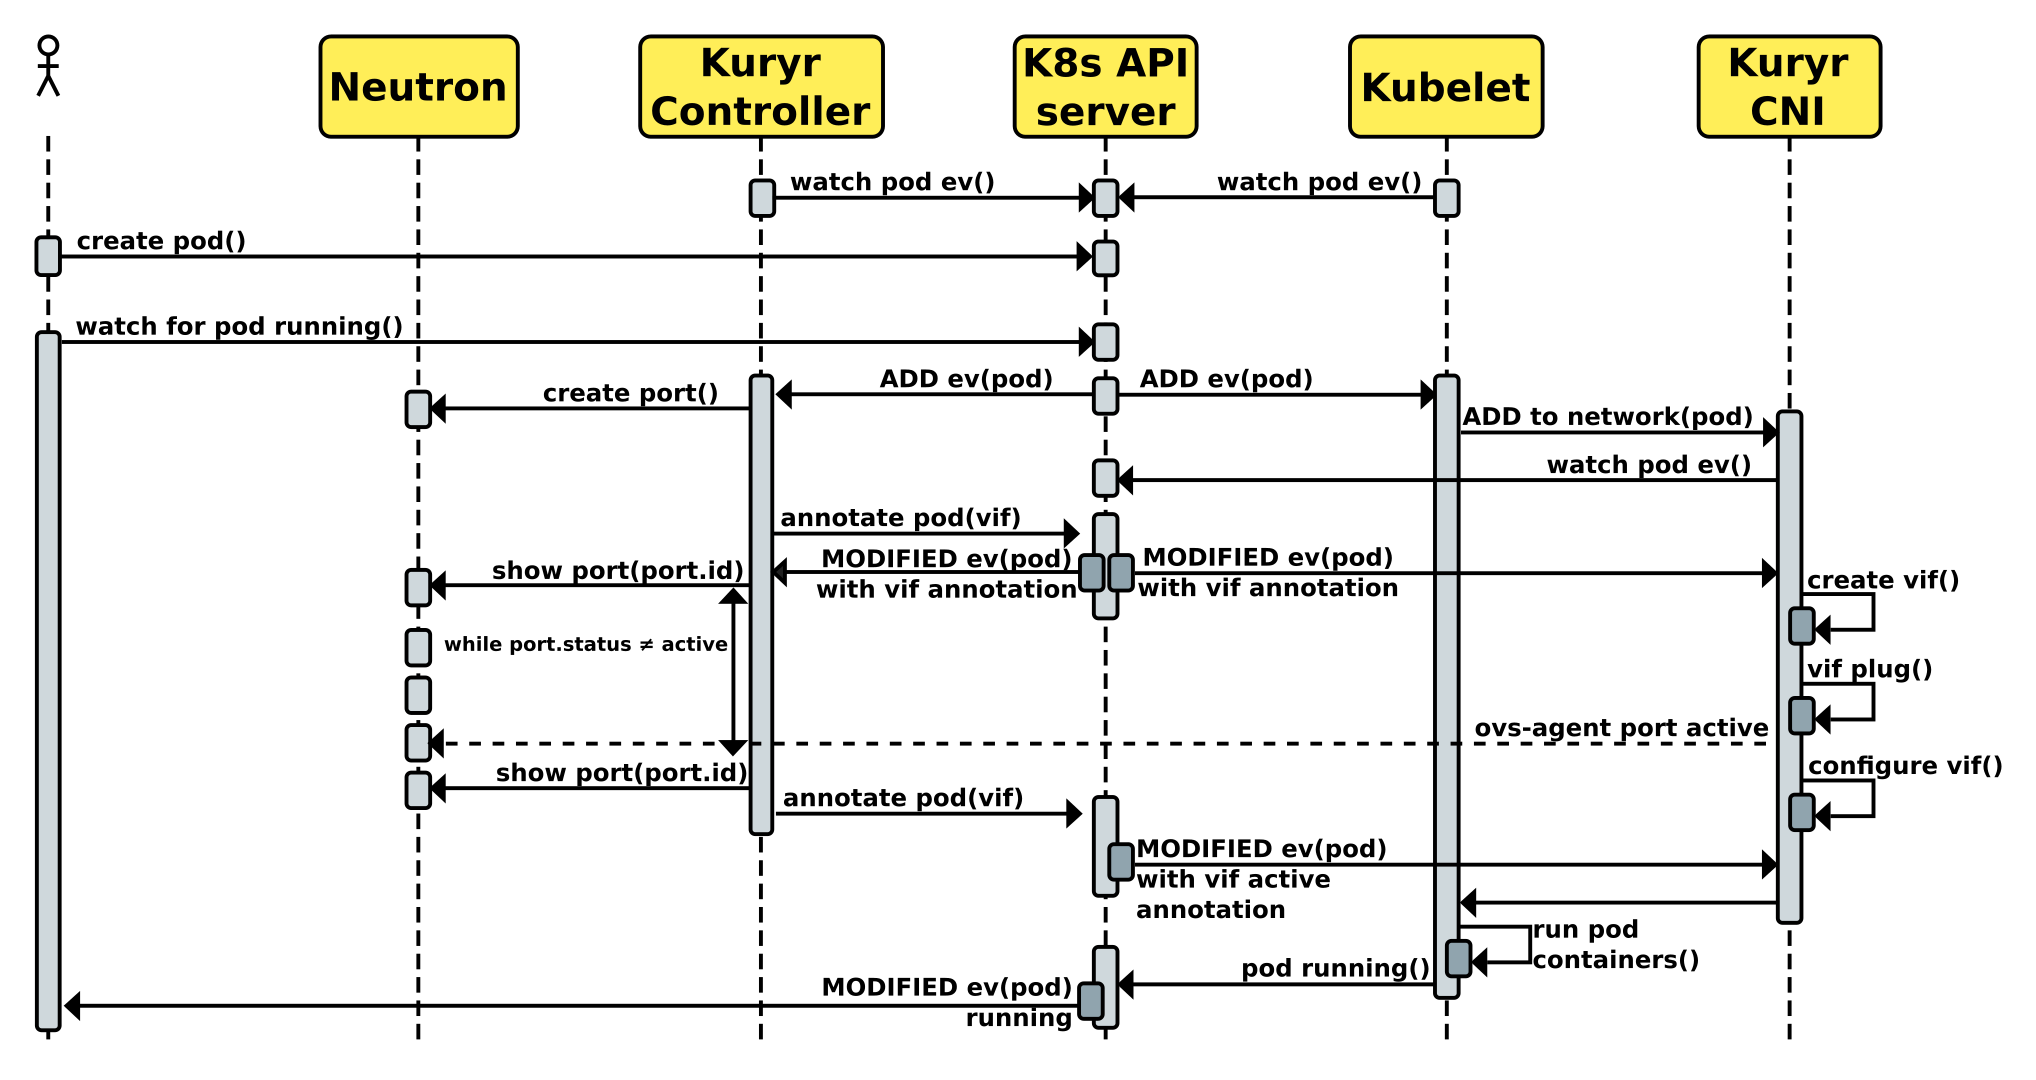 Neutron
Kuryr
Controller
K8s API
server
Kubelet
Kuryr
CNI
watch pod ev()
watch pod ev()
create pod()
watch for pod running()
ADD ev(pod)
ADD ev(pod)
create port()
ADD to network(pod)
watch pod ev()
annotate pod(vif)
MODIFIED ev(pod)
with vif annotation
MODIFIED ev(pod)
with vif annotation
show port(port.id)
create vif()
while port.status ≠ active
vif plug()
ovs-agent port active
configure vif()
show port(port.id)
annotate pod(vif)
MODIFIED ev(pod)
with vif active
annotation
run pod
containers()
pod running()
MODIFIED ev(pod)
running